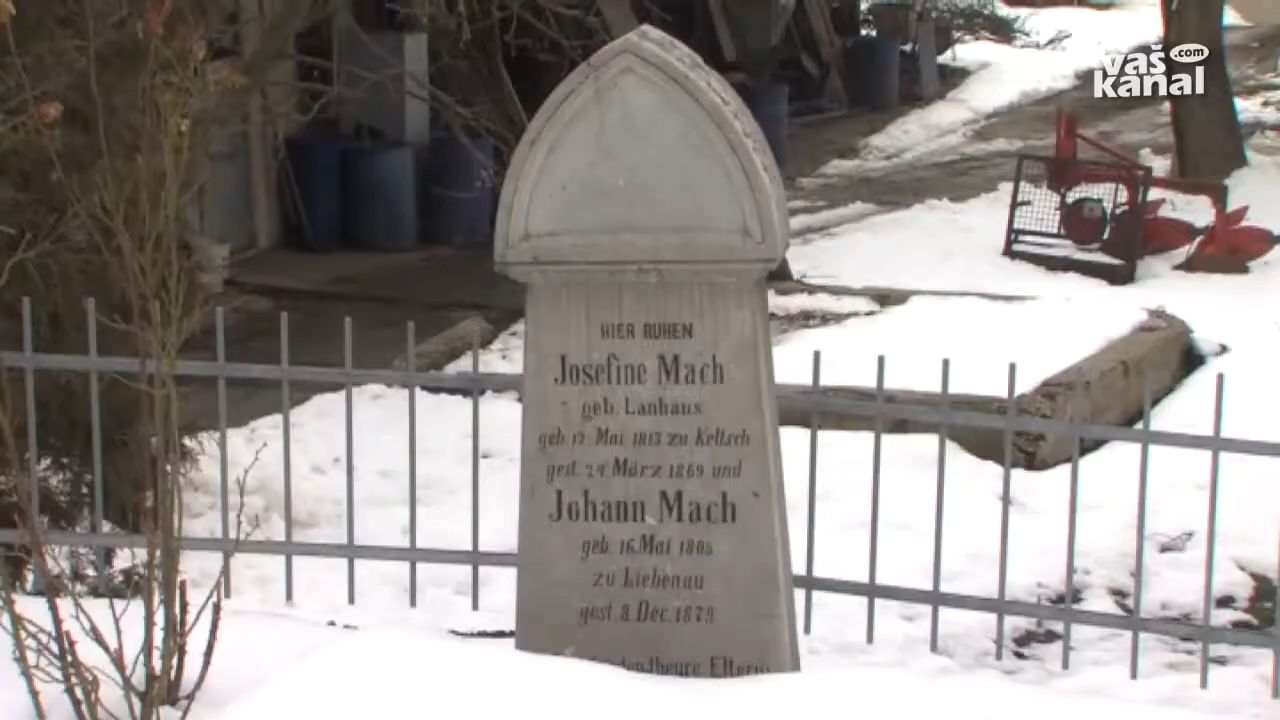 vaš
.com
kanal
HIER RUHEN
Josefine Mach
geb. Lanhaus
geb. 12. Mai 1813 zu Keltsch
gest. 24 März 1869 und
Johann Mach
geb. 16. Mai 1805
zu Liebenau
gest. 8. Dec. 1879.
theure Eltern